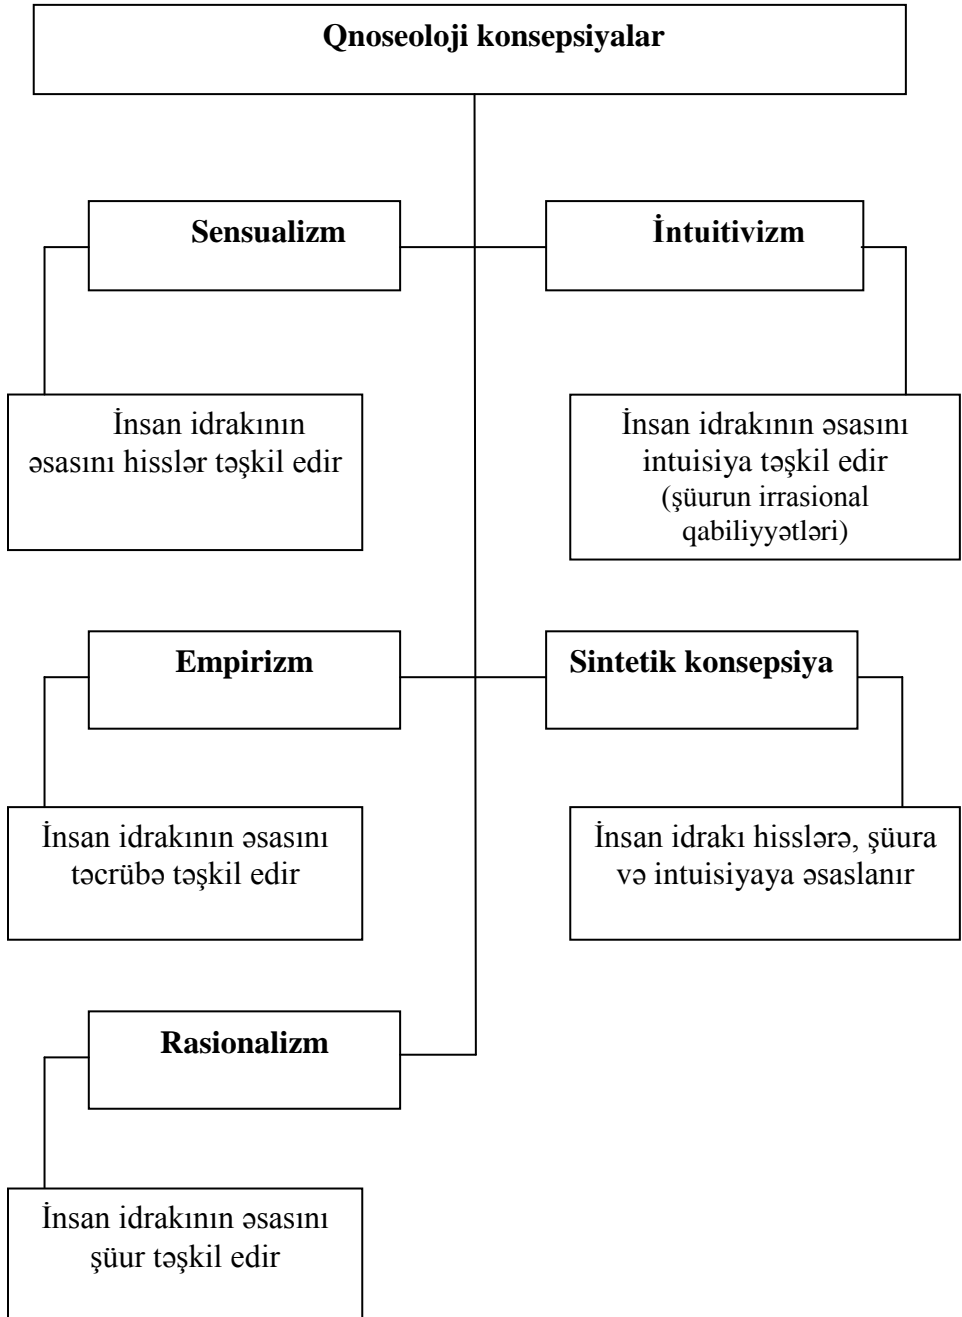 Qnoseoloji konsepsiyalar
Sensualizm
İntuitivizm
İnsan idrakının
əsasını hisslər təşkil edir
İnsan idrakının əsasını
intuisiya təşkil edir
(şüurun irrasional
qabiliyyətləri)
Empirizm
Sintetik konsepsiya
İnsan idrakının əsasını
təcrübə təşkil edir
İnsan idrakı hisslərə, şüura
və intuisiyaya əsaslanır
Rasionalizm
İnsan idrakının əsasını
şüur təşkil edir